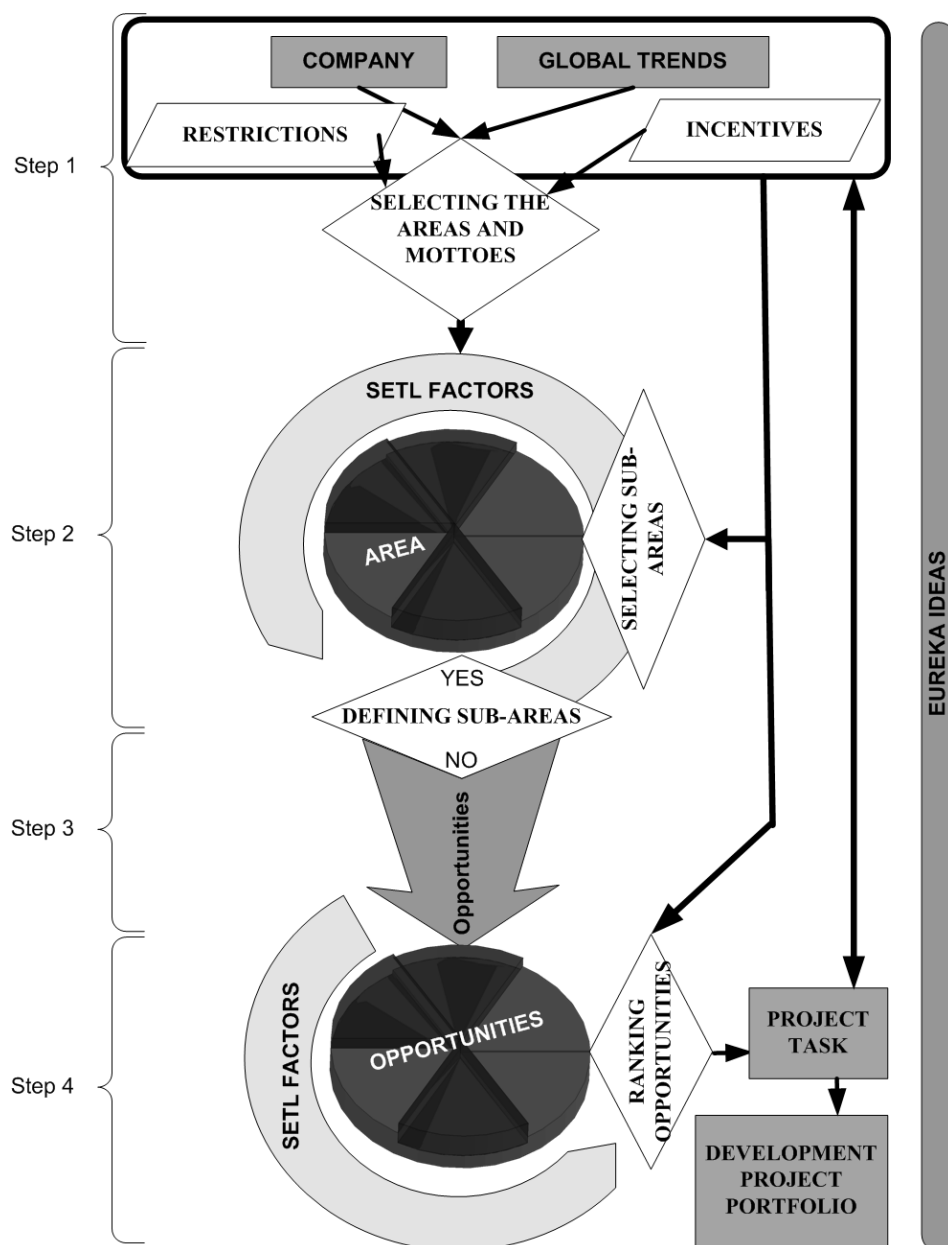 COMPANY
GLOBAL TRENDS
RESTRICTIONS
INCENTIVES
Step 1
SELECTING THE
AREAS AND
MOTTOES
SETL FACTORS
Step 2
AREA
SELECTING SUB-
AREAS
YES
DEFINING SUB-AREAS
NO
Step 3
Opportunities
Step 4
SETL FACTORS
OPPORTUNITIES
RANKING
OPPORTUNITIES
PROJECT
TASK
DEVELOPMENT
PROJECT
PORTFOLIO
EUREKA IDEAS